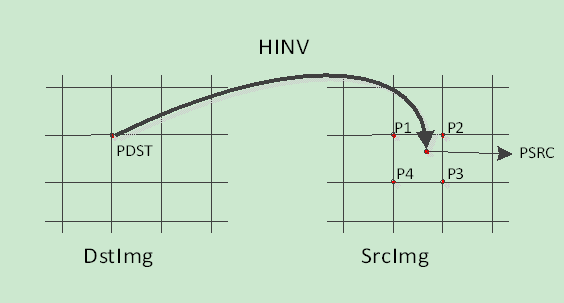 HINV
P1
P2
PDST
PSRC
P4
P3
DstImg
SrcImg